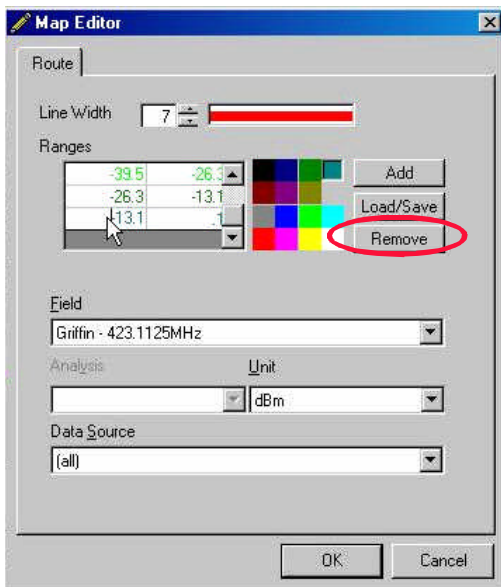 Map Editor
Route
Line Width 7
Ranges
-39.5 -26.3
-26.3 -13.1
-13.1 .1
Add
Load/Save
Remove
Field
Griffin - 423.1125MHz
Analysis Unit
dBm
Data Source
(all)
OK Cancel